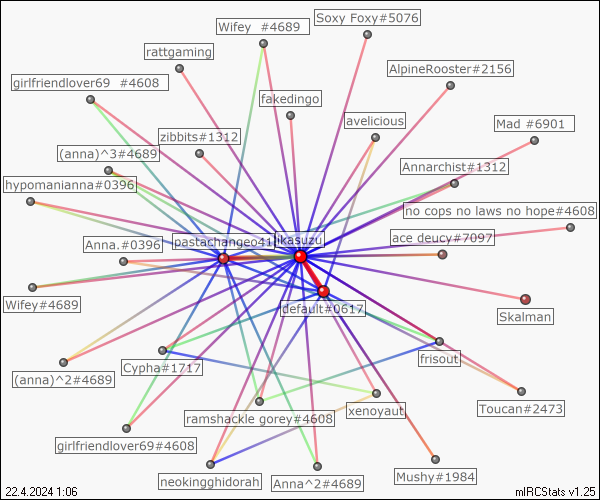 Soxy Foxy#5076
Wifey  #4689
rattgaming
AlpineRooster#2156
girlfriendlover69  #4608
fakedingo
avelicious
Mad #6901
zibbits#1312
(anna)^3#4689
Annarchist#1312
hypomanianna#0396
no cops no laws no hope#4608
ace deucy#7097
Anna.#0396
pastachangeo41
ikasuzu
Wifey#4689
default#0617
Skalman
frisout
Cypha#1717
(anna)^2#4689
Toucan#2473
xenoyaut
ramshackle gorey#4608
girlfriendlover69#4608
Mushy#1984
neokingghidorah
Anna^2#4689
22.4.2024 1:06
mIRCStats v1.25